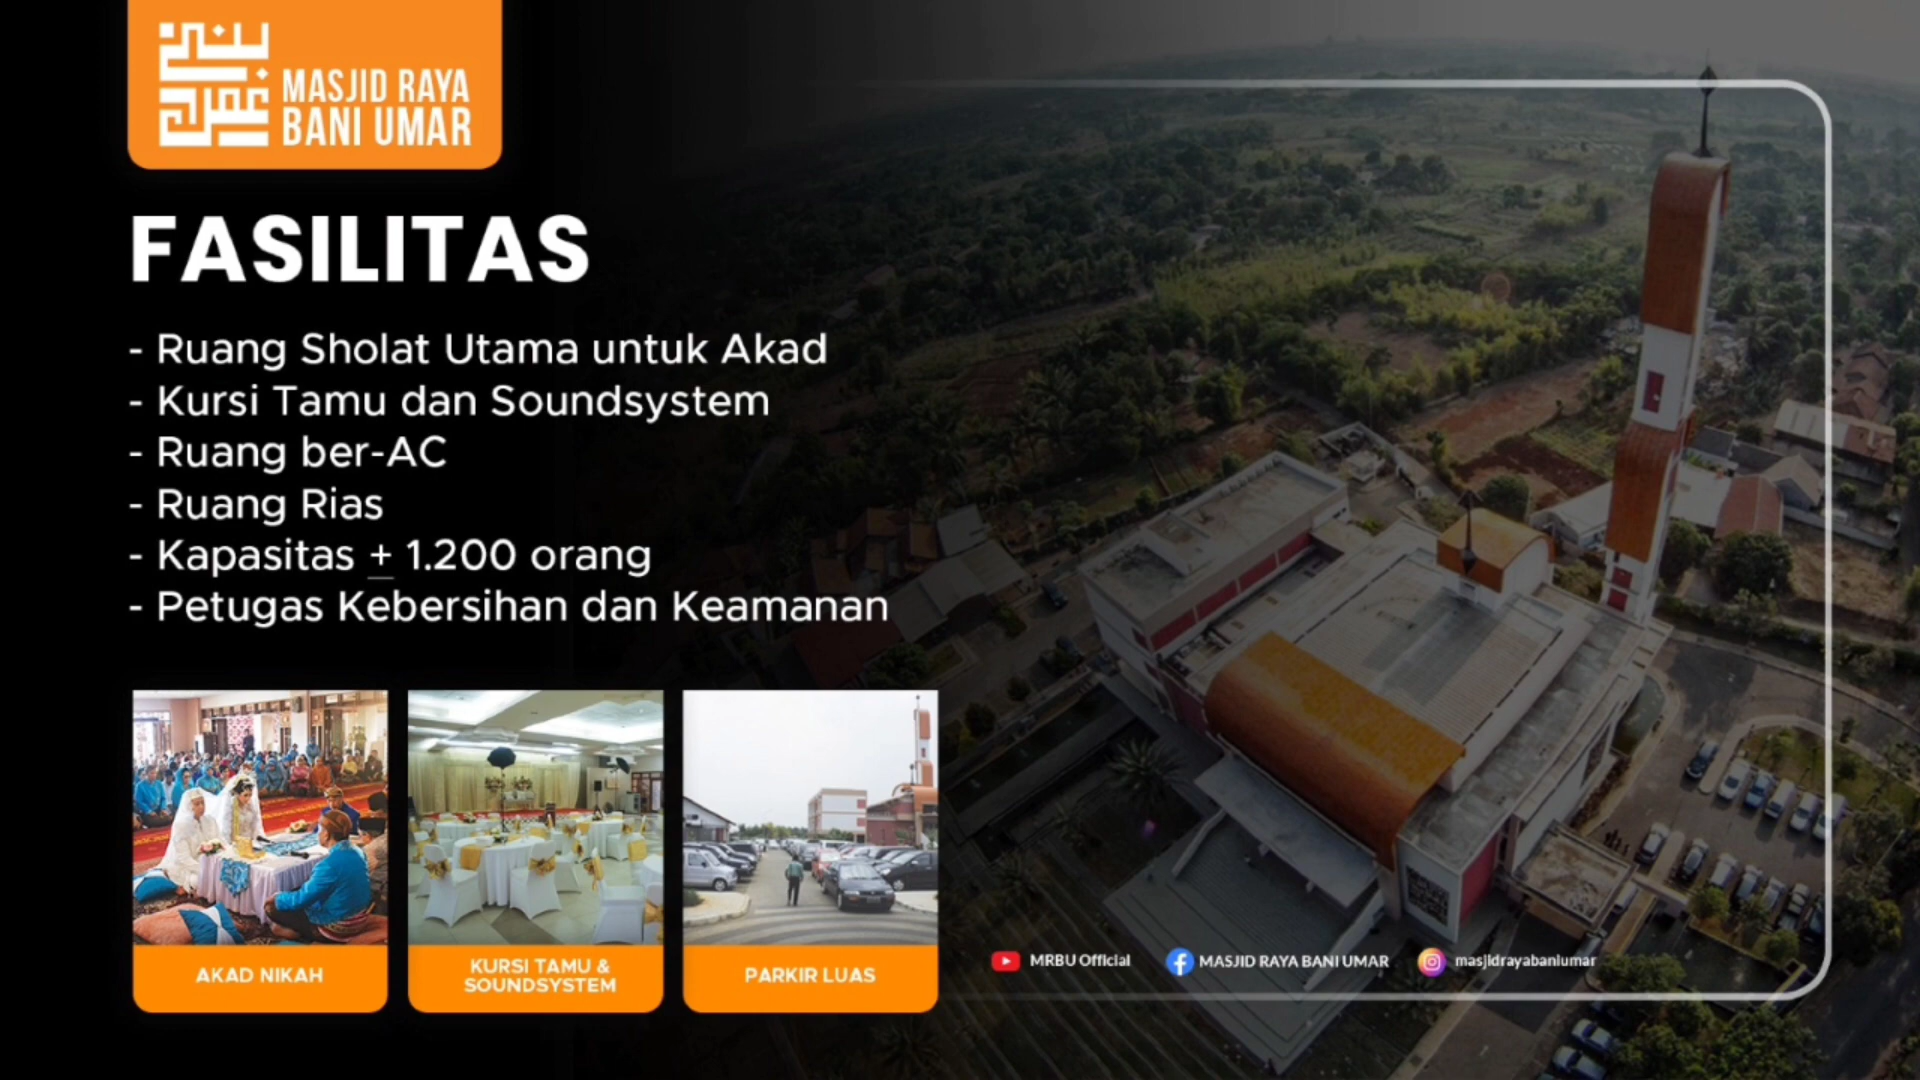 بني
عمر
MASJID RAYA
BANI UMAR
FASILITAS
- Ruang Sholat Utama untuk Akad
- Kursi Tamu dan Soundsystem
- Ruang ber-AC
- Ruang Rias
- Kapasitas + 1.200 orang
- Petugas Kebersihan dan Keamanan
AKAD NIKAH
KURSI TAMU &
SOUNDSYSTEM
PARKIR LUAS
MRBU Official
MASJID RAYA BANI UMAR
masjidrayabaniumar